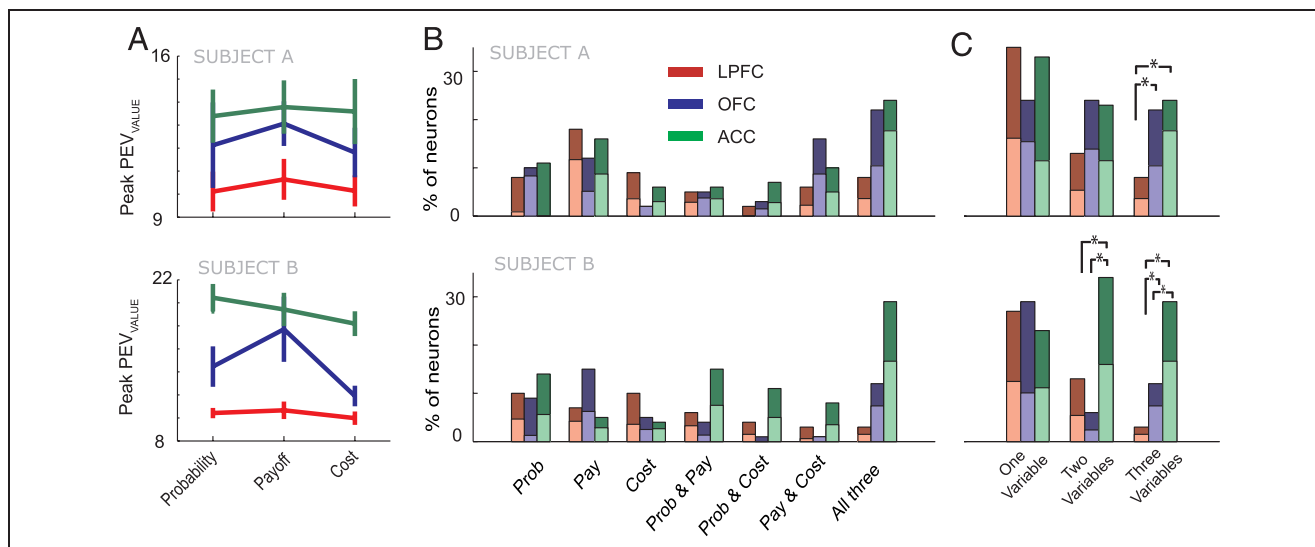 A
B
C
SUBJECT A
SUBJECT A
16
9
Peak PEV_VALUE
30
0
% of neurons
LPFC
OFC
ACC
*
*
SUBJECT B
SUBJECT B
22
8
Peak PEV_VALUE
Probability
Payoff
Cost
30
0
% of neurons
Prob
Pay
Cost
Prob & Pay
Prob & Cost
Pay & Cost
All three
*
*
*
*
*
One
Variable
Two
Variables
Three
Variables